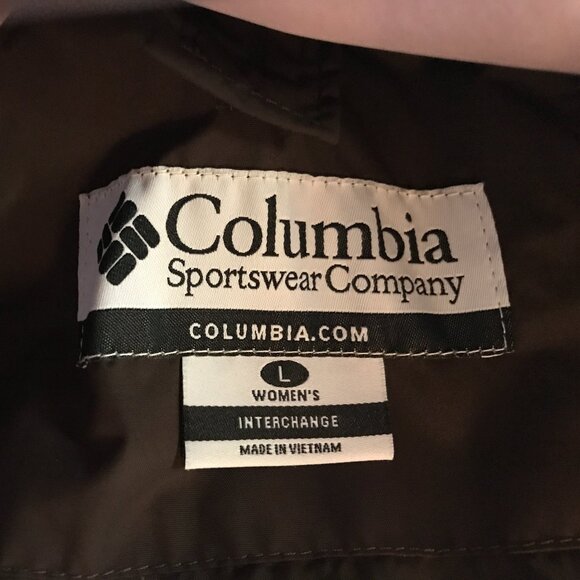 Columbia
Sportswear Company
COLUMBIA.COM
L
WOMEN'S
INTERCHANGE
MADE IN VIETNAM